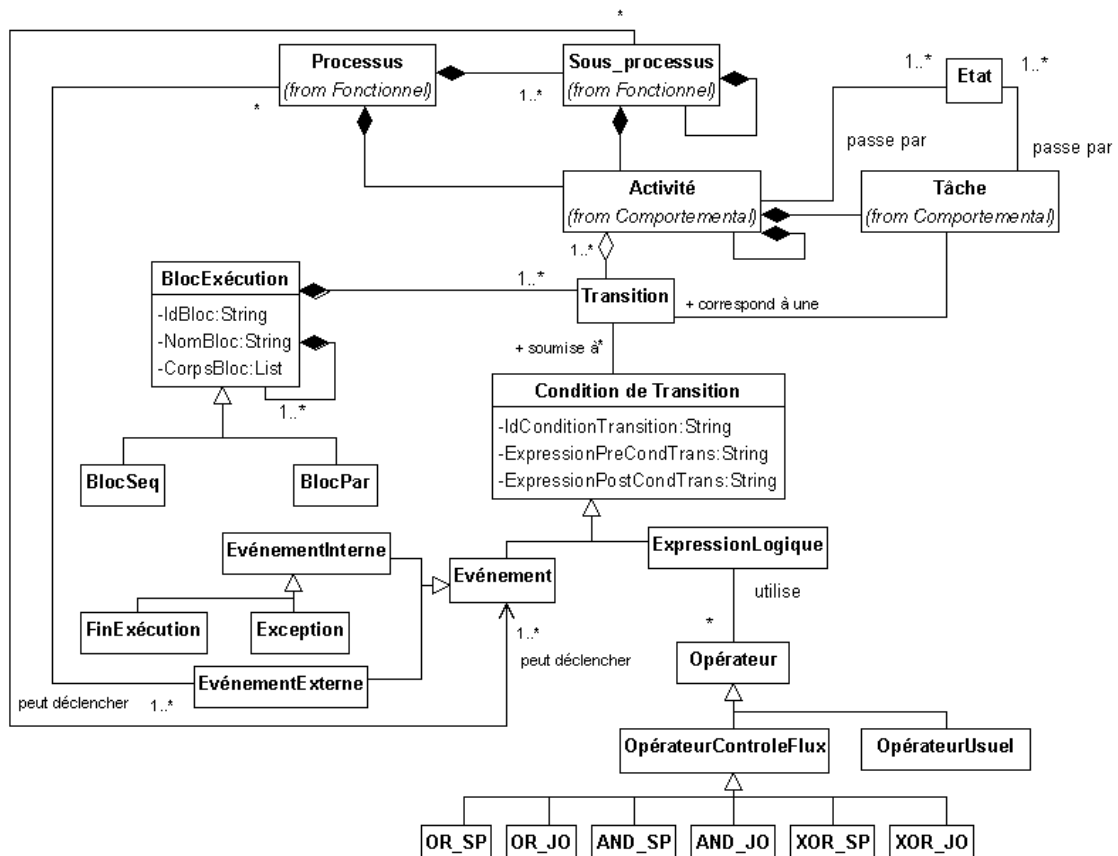 *
Processus
(from Fonctionnel)
Sous_processus
(from Fonctionnel)
1..*
1..*
Etat
1..*
*
passe par
passe par
Activité
(from Comportemental)
Tâche
(from Comportemental)
1..*
BlocExécution
-IdBloc:String
-NomBloc:String
-CorpsBloc:List
1..*
1..*
Transition
+ correspond à une
+ soumise à*
Condition de Transition
-IdConditionTransition:String
-ExpressionPreCondTrans:String
-ExpressionPostCondTrans:String
BlocSeq
BlocPar
EvénementInterne
Evénement
ExpressionLogique
FinExécution
Exception
utilise
1..*
*
peut déclencher
Opérateur
EvénementExterne
peut déclencher
1..*
OpérateurControleFlux
OpérateurUsuel
OR_SP
OR_JO
AND_SP
AND_JO
XOR_SP
XOR_JO